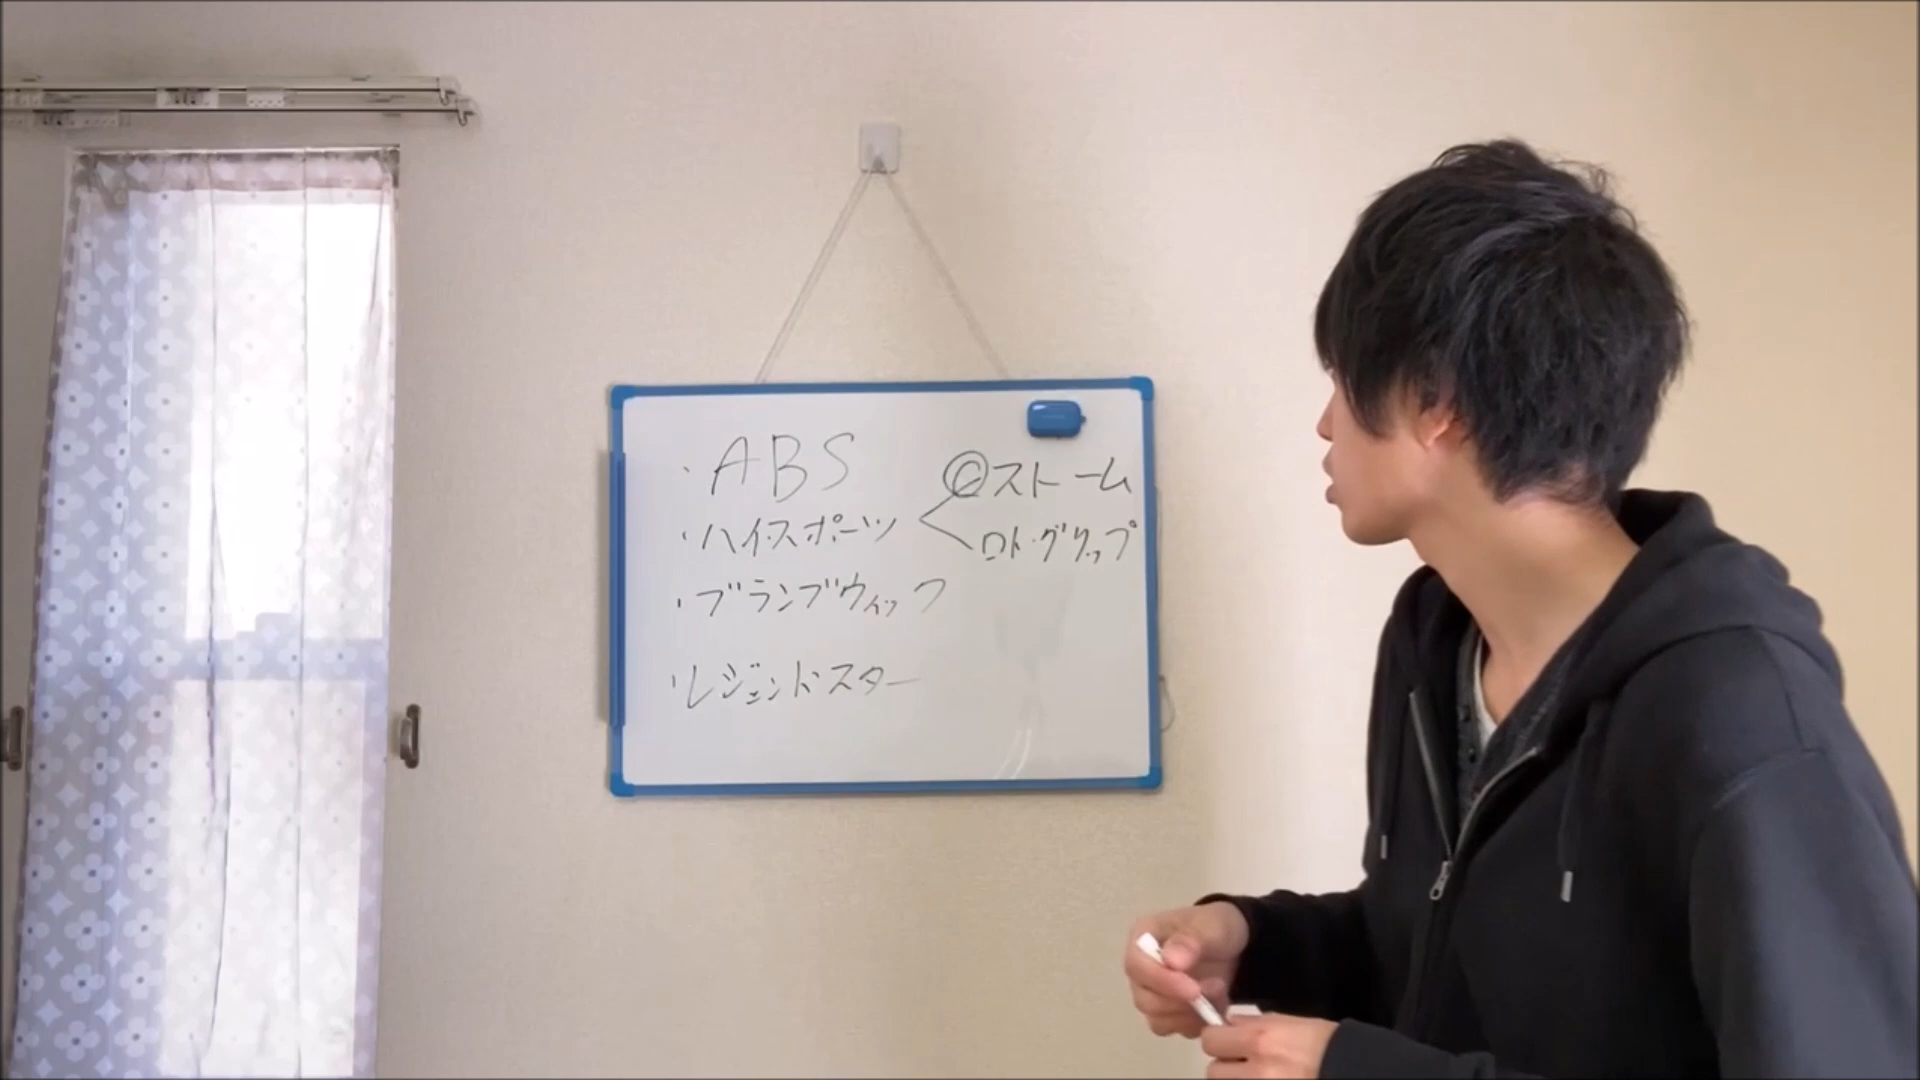 ・ABS
・ハイ・スポーツ
◎ストーム
ロト・グリップ
・ブランブウィック
・レジェンドスター